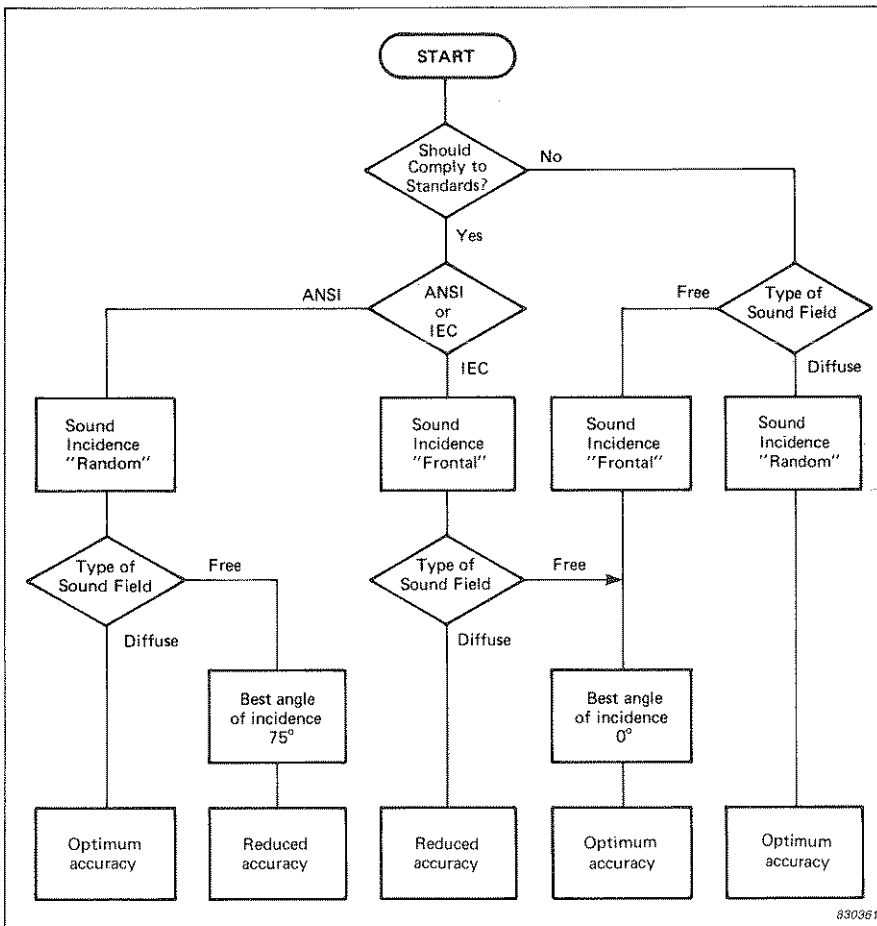 START
Should
Comply to
Standards?
No
Yes
ANSI
ANSI
or
IEC
IEC
Free
Type of
Sound Field
Diffuse
Sound
Incidence
"Random"
Sound
Incidence
"Frontal"
Sound
Incidence
"Frontal"
Sound
Incidence
"Random"
Type of
Sound Field
Free
Diffuse
Type of
Sound Field
Free
Diffuse
Best angle
of incidence
75°
Best angle
of incidence
0°
Optimum
accuracy
Reduced
accuracy
Reduced
accuracy
Optimum
accuracy
Optimum
accuracy
830361